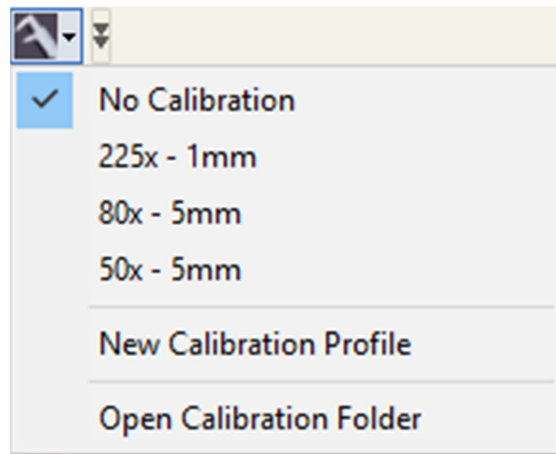 No Calibration
225x - 1mm
80x - 5mm
50x - 5mm
New Calibration Profile
Open Calibration Folder